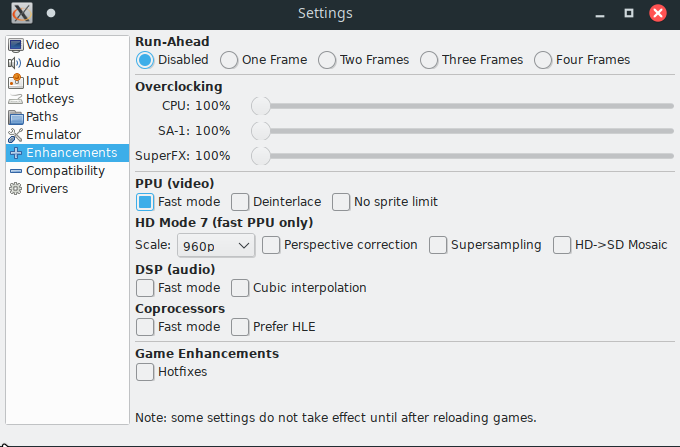 Settings
Video
Audio
Input
Hotkeys
Paths
Emulator
Enhancements
Compatibility
Drivers
Run-Ahead
Disabled One Frame Two Frames Three Frames Four Frames
Overclocking
CPU: 100%
SA-1: 100%
SuperFX: 100%
PPU (video)
Fast mode Deinterlace No sprite limit
HD Mode 7 (fast PPU only)
Scale: 960p Perspective correction Supersampling HD->SD Mosaic
DSP (audio)
Fast mode Cubic interpolation
Coprocessors
Fast mode Prefer HLE
Game Enhancements
Hotfixes
Note: some settings do not take effect until after reloading games.